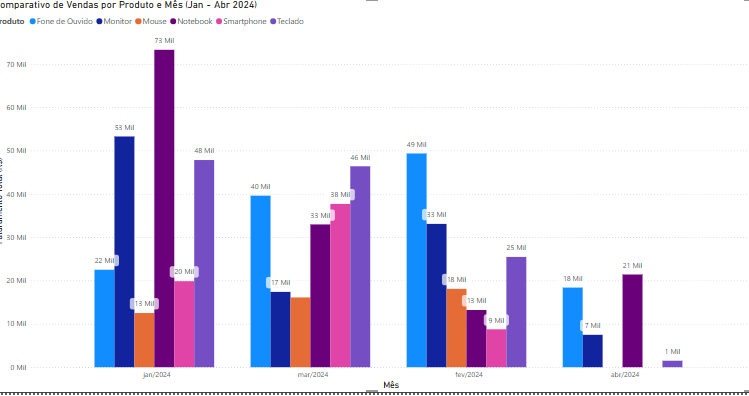 omparativo de Vendas por Produto e Mês (Jan - Abr 2024)
roduto Fone de Ouvido Monitor Mouse Notebook Smartphone Teclado
70 Mil
60 Mil
50 Mil
40 Mil
30 Mil
20 Mil
10 Mil
0 Mil
22 Mil
53 Mil
13 Mil
73 Mil
20 Mil
48 Mil
40 Mil
17 Mil
33 Mil
38 Mil
46 Mil
49 Mil
33 Mil
18 Mil
13 Mil
9 Mil
25 Mil
18 Mil
7 Mil
21 Mil
1 Mil
jan/2024 mar/2024 fev/2024 abr/2024
Mês